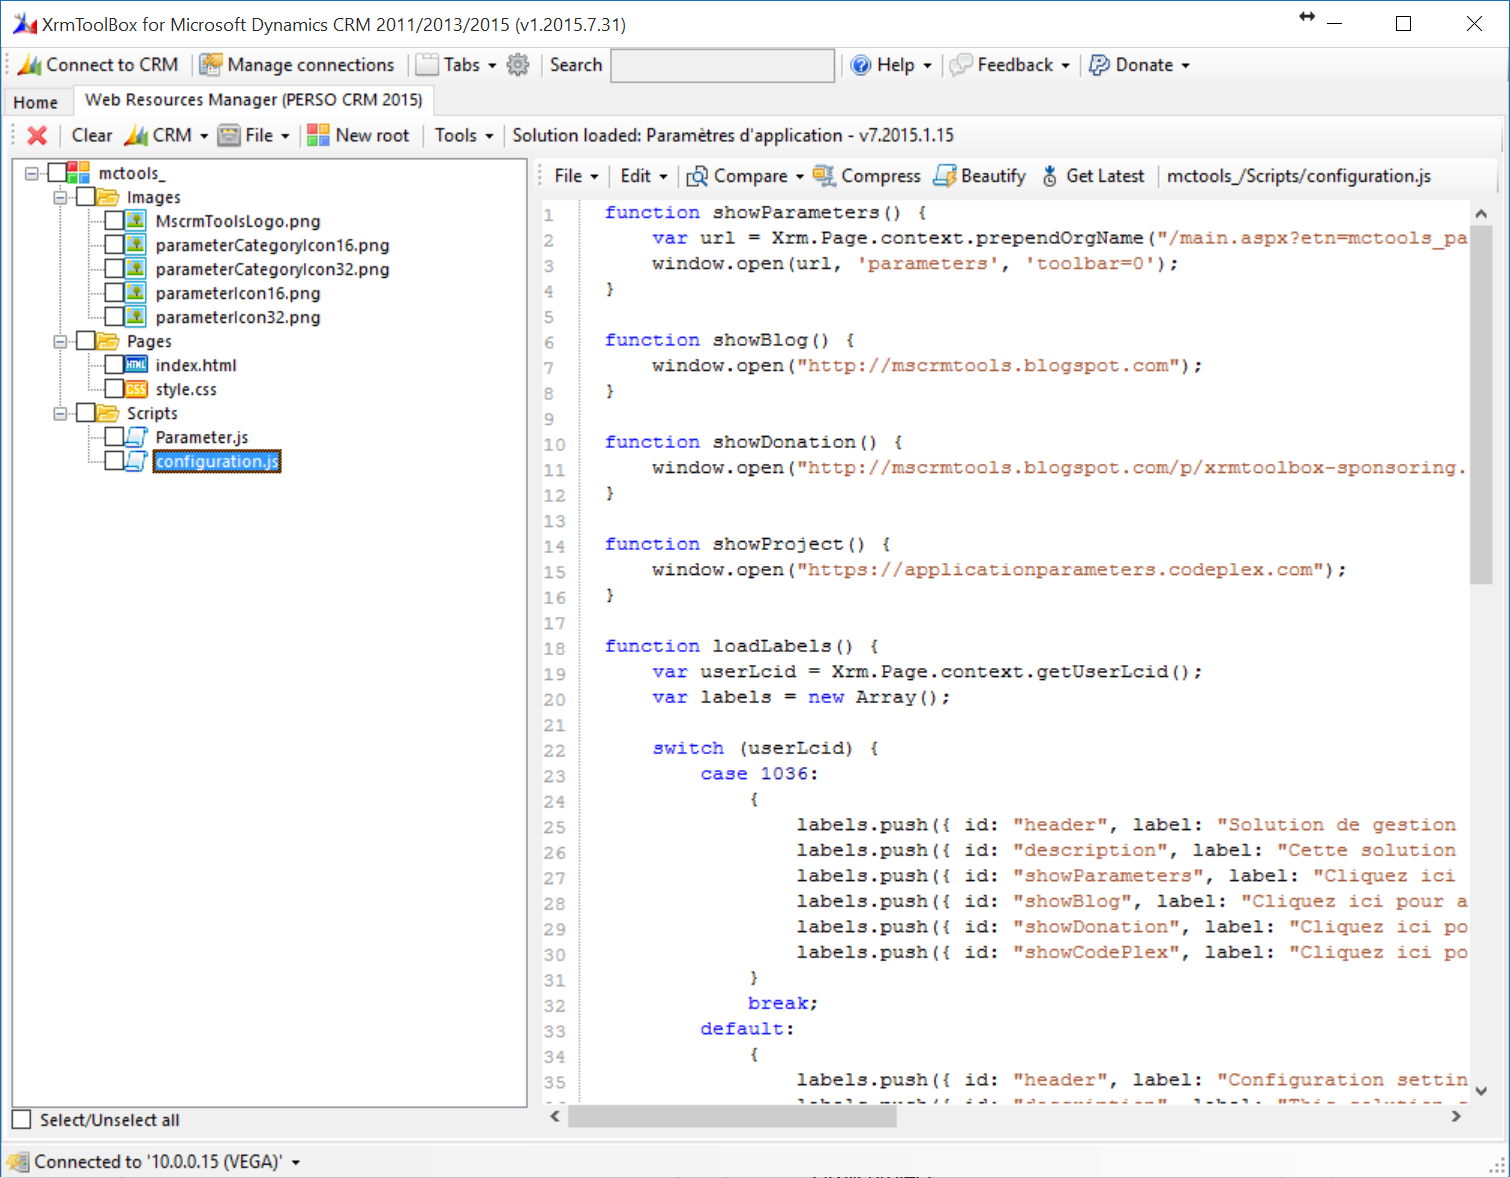 XrmToolBox for Microsoft Dynamics CRM 2011/2013/2015 (v1.2015.7.31)
Connect to CRM Manage connections Tabs Search Help Feedback Donate
Home Web Resources Manager (PERSO CRM 2015)
Clear CRM File New root Tools Solution loaded: Paramètres d'application - v7.2015.1.15
mctools_
Images
MscrmToolsLogo.png
parameterCategoryIcon16.png
parameterCategoryIcon32.png
parameterIcon16.png
parameterIcon32.png
Pages
HTML index.html
CSS style.css
Scripts
Parameter.js
configuration.js
Select/Unselect all
File Edit Compare Compress Beautify Get Latest mctools_/Scripts/configuration.js
1 function showParameters() {
2 var url = Xrm.Page.context.prependOrgName("/main.aspx?etn=mctools_pa
3 window.open(url, 'parameters', 'toolbar=0');
4 }
5
6 function showBlog() {
7 window.open("http://mscrmtools.blogspot.com");
8 }
9
10 function showDonation() {
11 window.open("http://mscrmtools.blogspot.com/p/xrmtoolbox-sponsoring.
12 }
13
14 function showProject() {
15 window.open("https://applicationparameters.codeplex.com");
16 }
17
18 function loadLabels() {
19 var userLcid = Xrm.Page.context.getUserLcid();
20 var labels = new Array();
21
22 switch (userLcid) {
23 case 1036:
24 {
25 labels.push({ id: "header", label: "Solution de gestion
26 labels.push({ id: "description", label: "Cette solution
27 labels.push({ id: "showParameters", label: "Cliquez ici
28 labels.push({ id: "showBlog", label: "Cliquez ici pour a
29 labels.push({ id: "showDonation", label: "Cliquez ici po
30 labels.push({ id: "showCodePlex", label: "Cliquez ici po
31 }
32 break;
33 default:
34 {
35 labels.push({ id: "header", label: "Configuration settin
Connected to '10.0.0.15 (VEGA)'